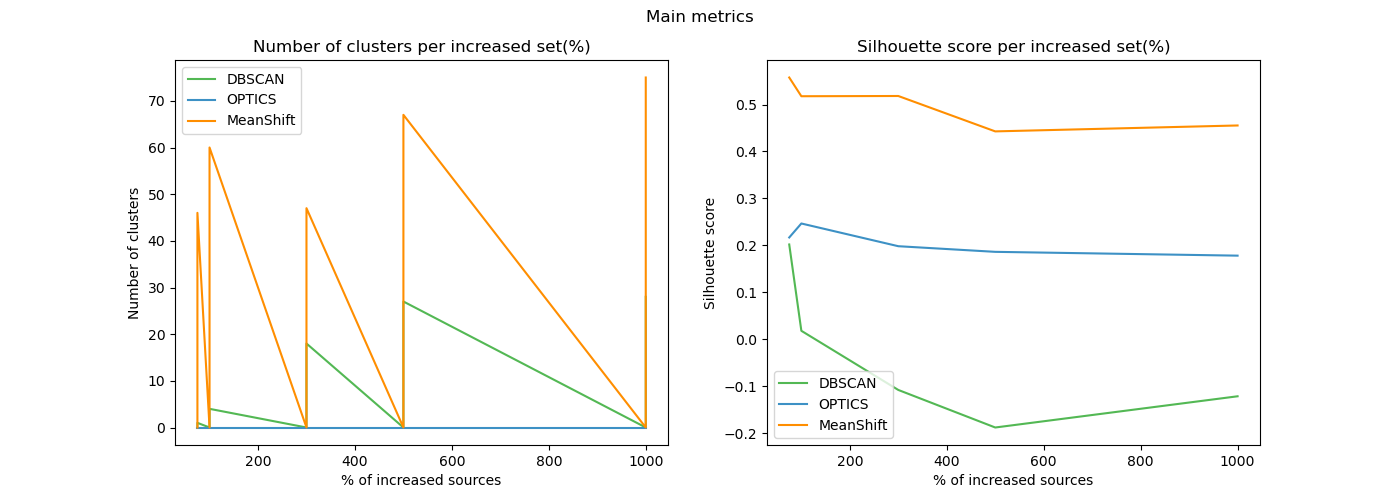 Main metrics
Number of clusters per increased set(%)
DBSCAN
OPTICS
MeanShift
Number of clusters
70
60
50
40
30
20
10
0
200
400
600
800
1000
% of increased sources
Silhouette score per increased set(%)
Silhouette score
0.5
0.4
0.3
0.2
0.1
0.0
−0.1
−0.2
DBSCAN
OPTICS
MeanShift
200
400
600
800
1000
% of increased sources